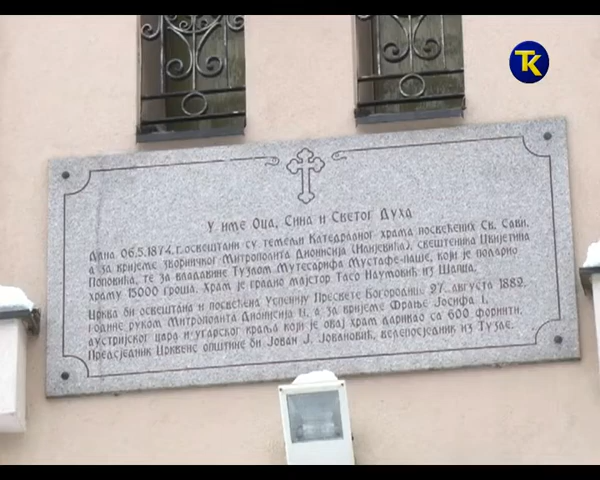 TK
У име Оца, Сина и Светог Духа
Дана 06.5.1874.г. освештани су темељи Катедралног храма посвећених Св. Сави,
а за вријеме зворничког Митрополита Дионисија (Илијевића), свештеника Цвијетина
Поповића, те за владавине Тузлом Мутесарифа Мустафе-паше, који је поларио
храму 15000 гроша. Храм је градио мајстор Тасо Наумовић из Шапца.
Црква би освештана и посвећена Успенију Пресвете Богородице 27. августа 1882.
године руком Митрополита Дионисија II, а за вријеме Фрање Јосифа I,
аустријског цара и угарског краља који је овај храм даривао са 600 форинти.
Предсједник Црквене општине би Јован Ј. Јовановић, велепосједник из Тузле.